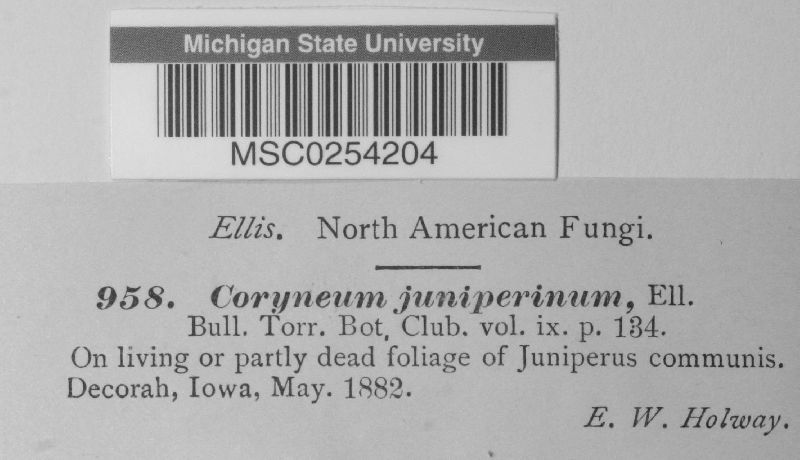 Michigan State University
MSC0254204
Ellis. North American Fungi.
958. Coryneum juniperinum, Ell.
Bull. Torr. Bot, Club. vol. ix. p. 134.
On living or partly dead foliage of Juniperus communis.
Decorah, Iowa, May. 1882.
E. W. Holway.